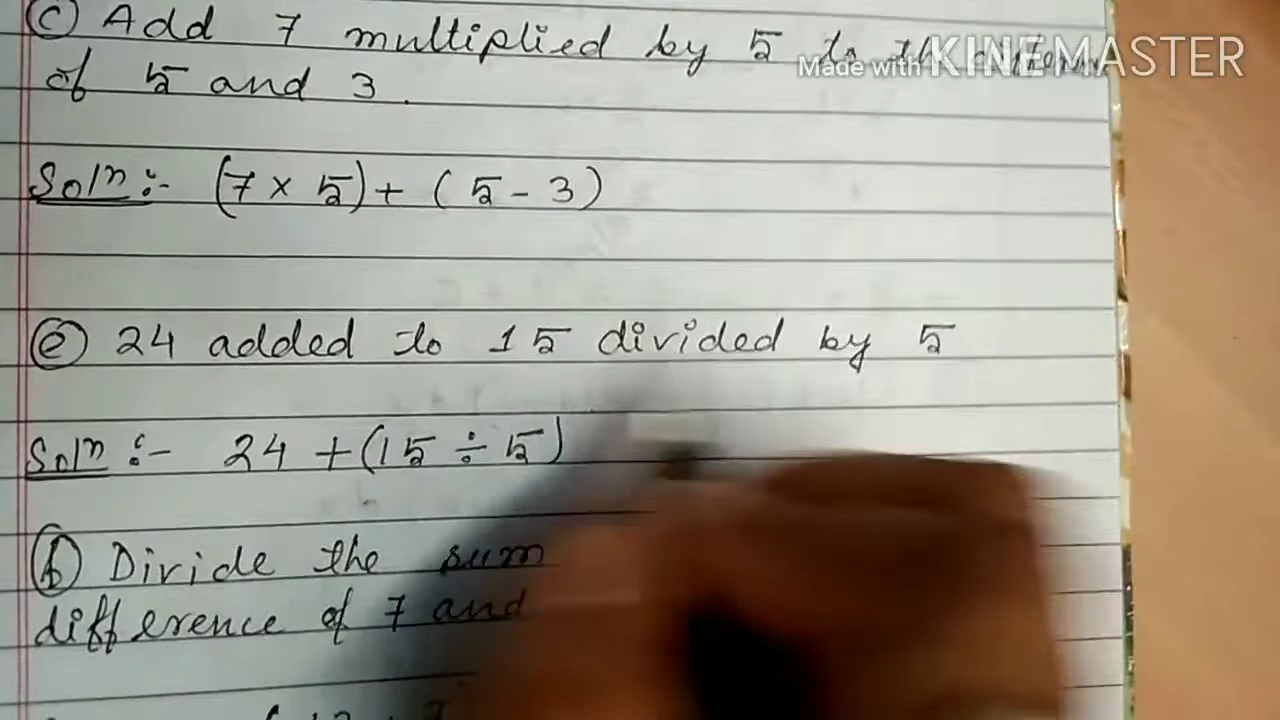 (c) Add 7 multiplied by 5 to the
of 5 and 3.
Made with KINEMASTER
Soln :- (7 × 5) + (5 - 3)
(e) 24 added to 15 divided by 5
Soln :- 24 + (15 ÷ 5)
(f) Divide the sum
difference of 7 and